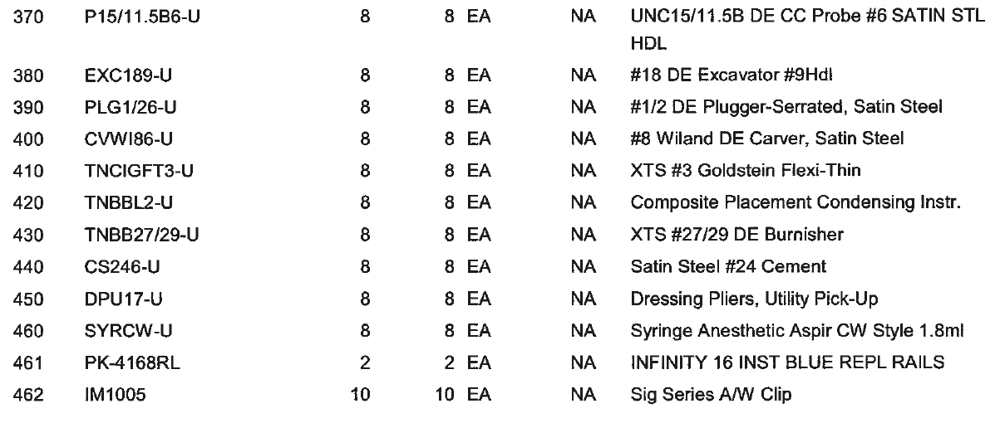 370 P15/11.5B6-U 8 8 EA NA UNC15/11.5B DE CC Probe #6 SATIN STL
HDL
380 EXC189-U 8 8 EA NA #18 DE Excavator #9Hdl
390 PLG1/26-U 8 8 EA NA #1/2 DE Plugger-Serrated, Satin Steel
400 CVWI86-U 8 8 EA NA #8 Wiland DE Carver, Satin Steel
410 TNCIGFT3-U 8 8 EA NA XTS #3 Goldstein Flexi-Thin
420 TNBBL2-U 8 8 EA NA Composite Placement Condensing Instr.
430 TNBB27/29-U 8 8 EA NA XTS #27/29 DE Burnisher
440 CS246-U 8 8 EA NA Satin Steel #24 Cement
450 DPU17-U 8 8 EA NA Dressing Pliers, Utility Pick-Up
460 SYRCW-U 8 8 EA NA Syringe Anesthetic Aspir CW Style 1.8ml
461 PK-4168RL 2 2 EA NA INFINITY 16 INST BLUE REPL RAILS
462 IM1005 10 10 EA NA Sig Series A/W Clip